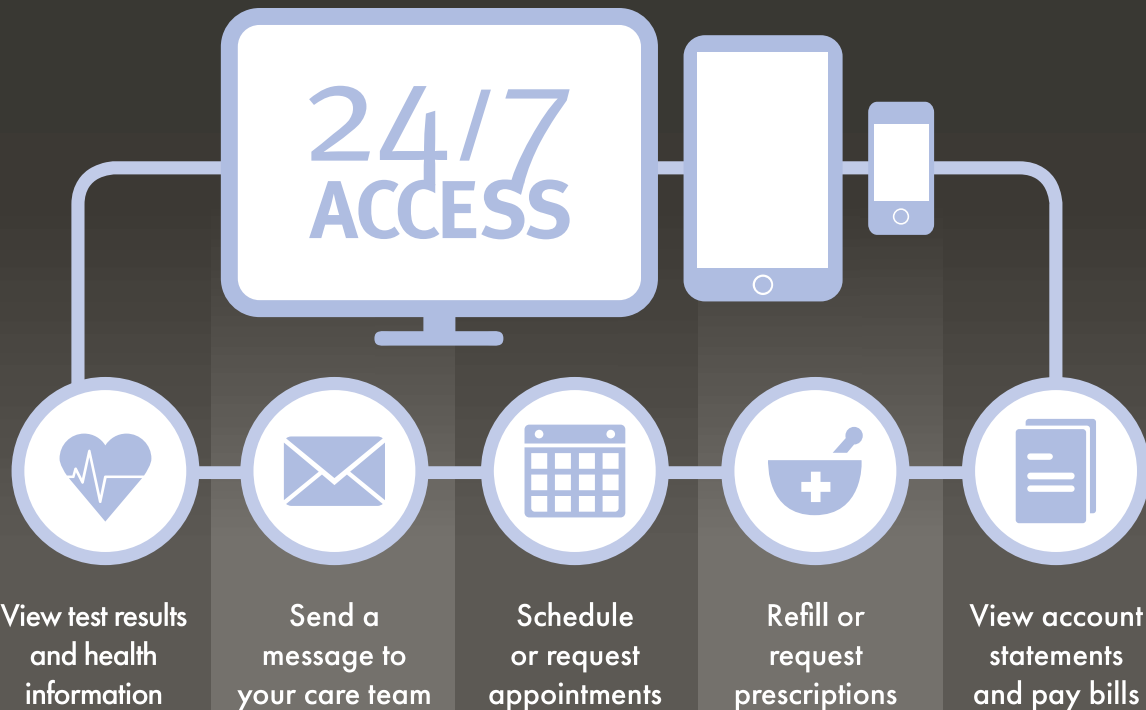 24/7
ACCESS
View test results
and health
information
Send a
message to
your care team
Schedule
or request
appointments
Refill or
request
prescriptions
View account
statements
and pay bills